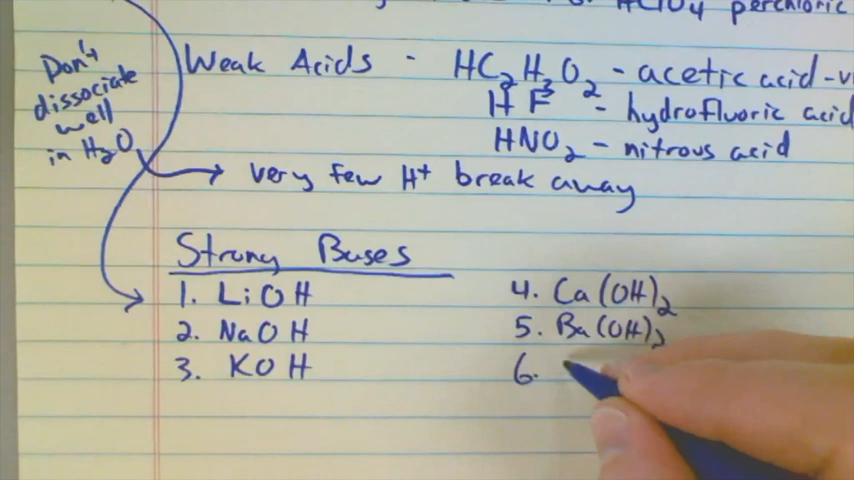 HClO4 perchloric
Weak Acids - HC2H3O2 - acetic acid -
HF - hydrofluoric acid
HNO2 - nitrous acid
Don't
dissociate
well
in H2O
very few H+ break away
Strong Bases
1. LiOH
2. NaOH
3. KOH
4. Ca(OH)2
5. Ba(OH)2
6.